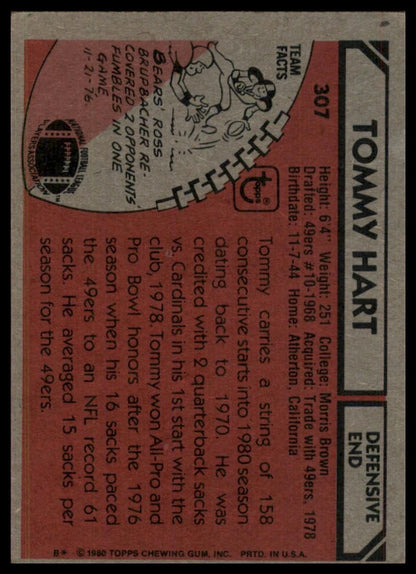 TOMMY HART
DEFENSIVE
END
307
Height: 6'4" Weight: 251 College: Morris Brown
Drafted: 49ers #10-1968 Acquired: Trade with 49ers, 1978
Birthdate: 11-7-44 Home: Atherton, California
TEAM
FACTS
BEARS' ROSS
BRUPBACHER RE-
COVERED 2 OPPONENTS'
FUMBLES IN ONE
GAME.
11-21-76
topps
Tommy carries a string of 158
consecutive starts into 1980 season
dating back to 1970. He was
credited with 2 quarterback sacks
vs. Cardinals in his 1st start with the
club, 1978. Tommy won All-Pro and
Pro Bowl honors after the 1976
season when his 16 sacks paced
the 49ers to an NFL record 61
sacks. He averaged 15 sacks per
season for the 49ers.
NATIONAL FOOTBALL LEAGUE
PLAYERS ASSOCIATION
B* © 1980 TOPPS CHEWING GUM, INC. PRTD. IN U.S.A.